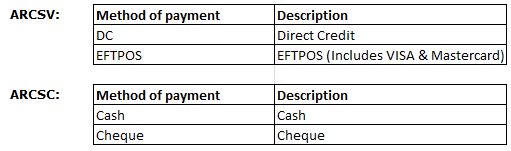 ARCSV: Method of payment Description
DC Direct Credit
EFTPOS EFTPOS (Includes VISA & Mastercard)
ARCSC: Method of payment Description
Cash Cash
Cheque Cheque